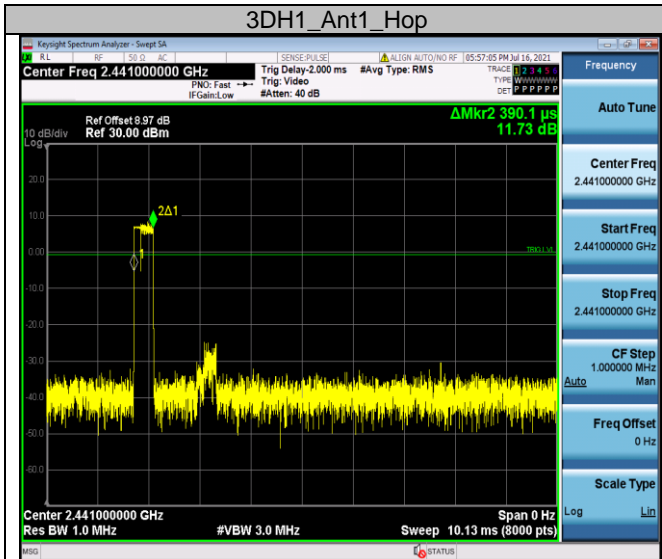 3DH1_Ant1_Hop
Keysight Spectrum Analyzer - Swept SA
RL RF 50 Ω AC SENSE:PULSE ALIGN AUTO/NO RF 05:57:05 PM Jul 16, 2021
Center Freq 2.441000000 GHz
PNO: Fast
IFGain:Low
Trig Delay-2.000 ms
Trig: Video
#Atten: 40 dB
#Avg Type: RMS
TRACE 1 2 3 4 5 6
TYPE WWWWWW
DET P P P P P P
Ref Offset 8.97 dB
10 dB/div Ref 30.00 dBm
Log
ΔMkr2 390.1 µs
11.73 dB
20.0
10.0
0.00
-10.0
-20.0
-30.0
-40.0
-50.0
-60.0
2Δ1
TRIG LVL
Center 2.441000000 GHz
Res BW 1.0 MHz
#VBW 3.0 MHz
Span 0 Hz
Sweep 10.13 ms (8000 pts)
MSG
STATUS
Frequency
Auto Tune
Center Freq
2.441000000 GHz
Start Freq
2.441000000 GHz
Stop Freq
2.441000000 GHz
CF Step
1.000000 MHz
Auto Man
Freq Offset
0 Hz
Scale Type
Log Lin